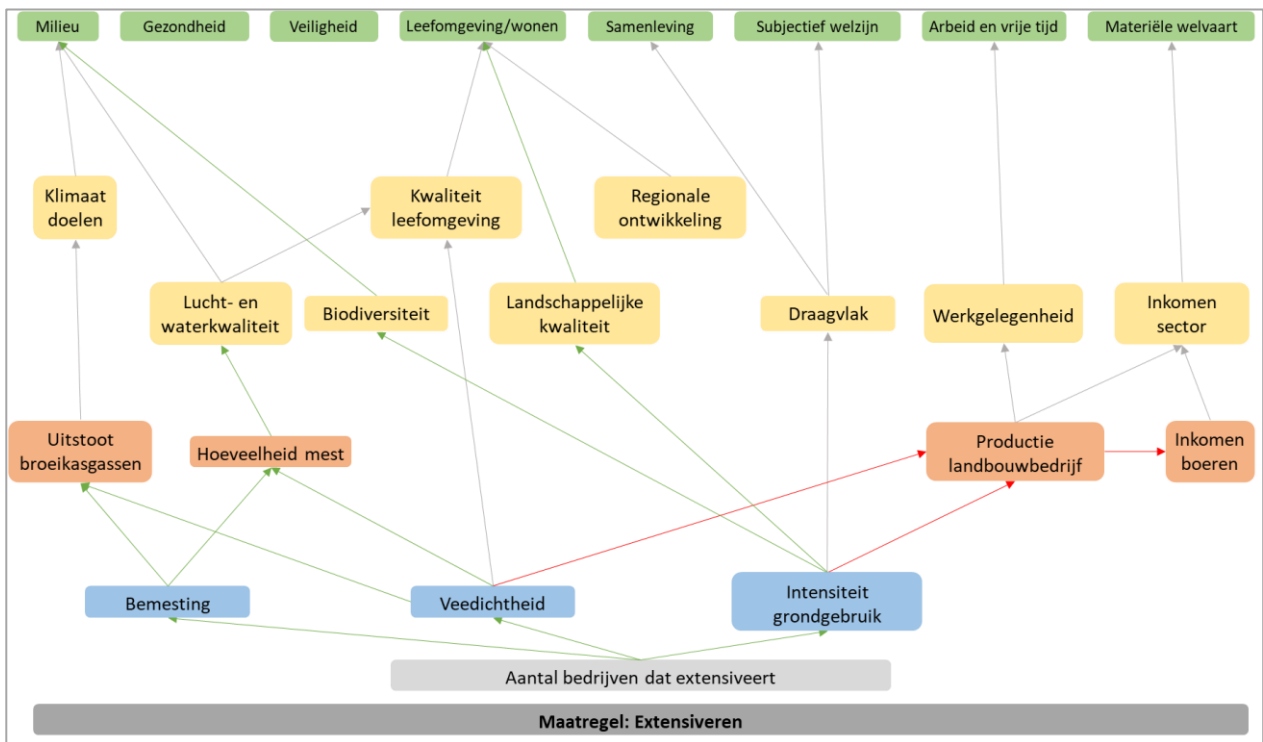 Milieu
Gezondheid
Veiligheid
Leefomgeving/wonen
Samenleving
Subjectief welzijn
Arbeid en vrije tijd
Materiële welvaart
Klimaat
doelen
Kwaliteit
leefomgeving
Regionale
ontwikkeling
Lucht- en
waterkwaliteit
Biodiversiteit
Landschappelijke
kwaliteit
Draagvlak
Werkgelegenheid
Inkomen
sector
Uitstoot
broeikasgassen
Hoeveelheid mest
Productie
landbouwbedrijf
Inkomen
boeren
Bemesting
Veedichtheid
Intensiteit
grondgebruik
Aantal bedrijven dat extensiveert
Maatregel: Extensiveren